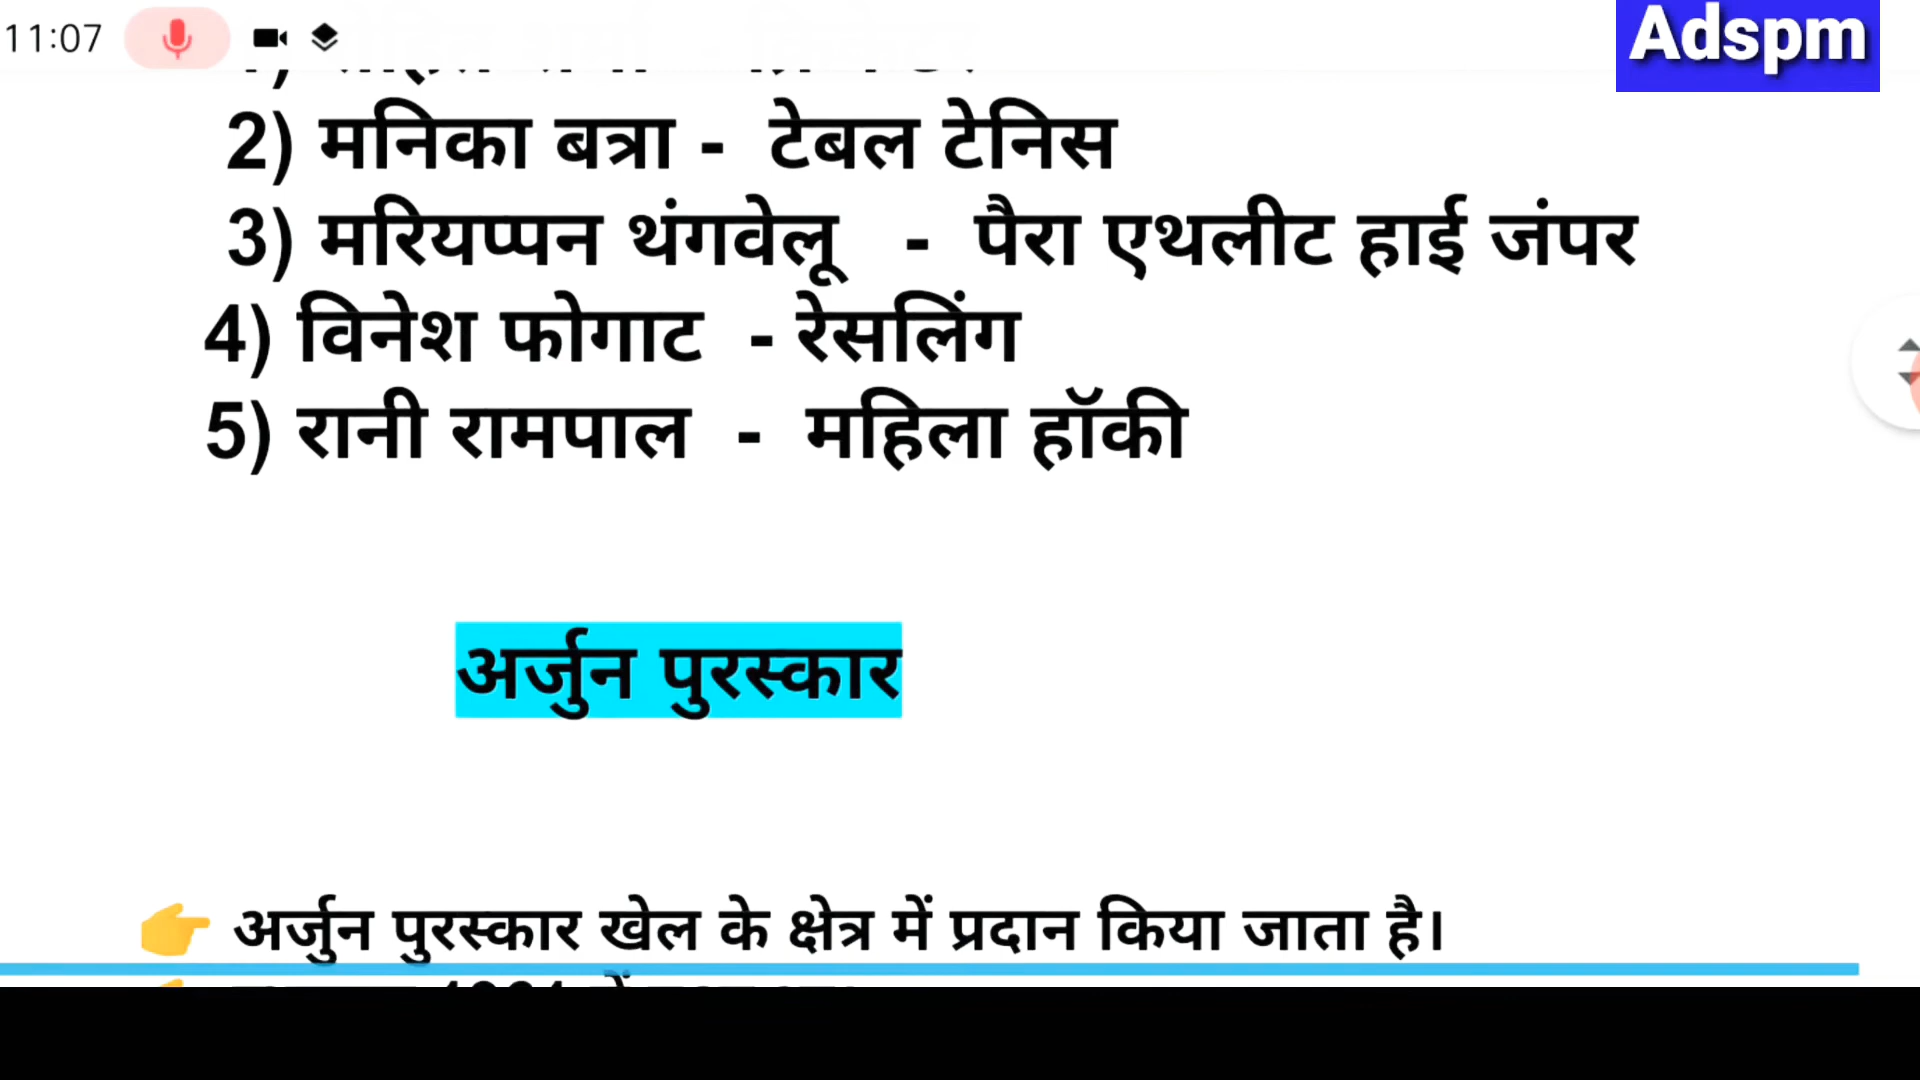 11:07
Adspm
2) मनिका बत्रा - टेबल टेनिस
3) मरियप्पन थंगवेलू - पैरा एथलीट हाई जंपर
4) विनेश फोगाट - रेसलिंग
5) रानी रामपाल - महिला हॉकी
अर्जुन पुरस्कार
👉 अर्जुन पुरस्कार खेल के क्षेत्र में प्रदान किया जाता है।